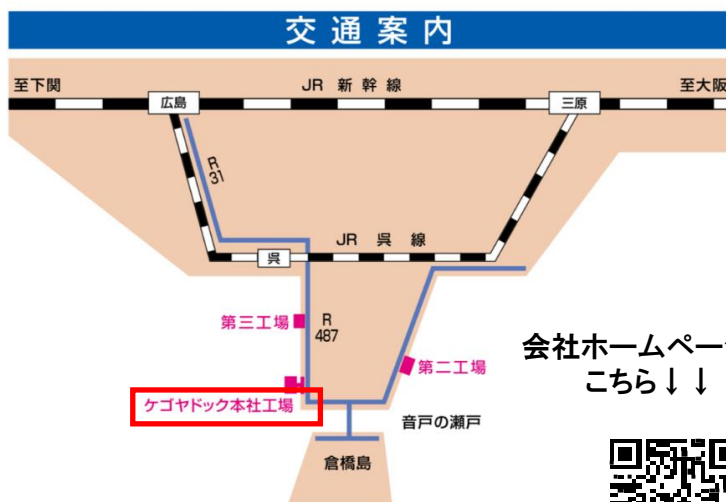 交通案内
至下関
JR 新幹線
至大阪
広島
三原
R
31
JR 呉線
呉
第三工場
R
487
会社ホームペー
こちら↓↓
第二工場
ケゴヤドック本社工場
音戸の瀬戸
倉橋島